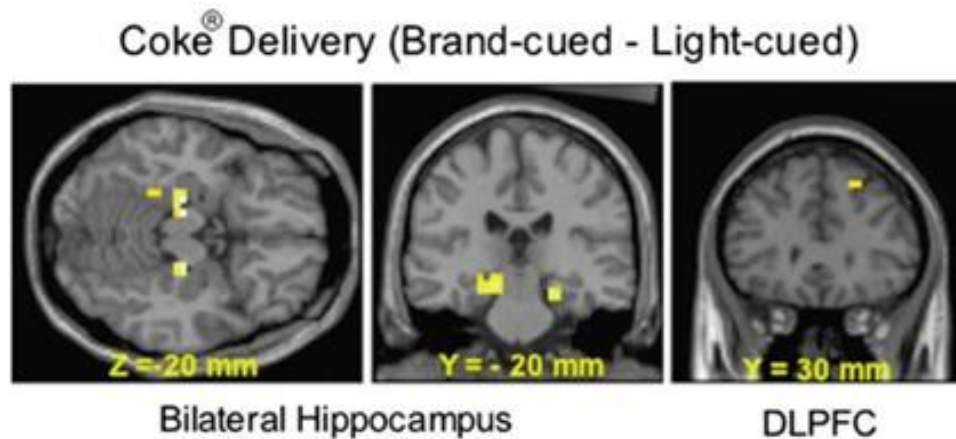 Coke® Delivery (Brand-cued - Light-cued)
Z =-20 mm
Y = - 20 mm
Y = 30 mm
Bilateral Hippocampus
DLPFC